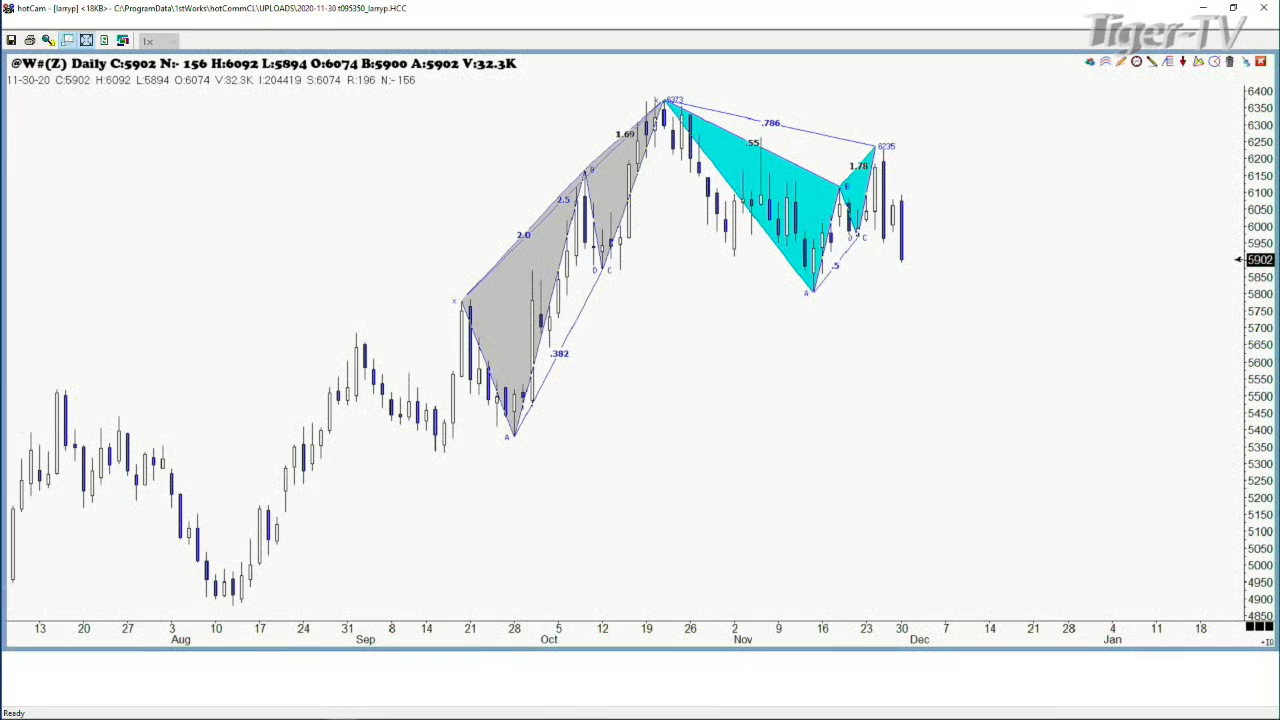 hotCam - [larryp] <18KB> - C:\ProgramData\1stWorks\hotCommCL\UPLOADS\2020-11-30 t095350_larryp.HCC
Tiger-TV
1x
@W#(Z) Daily C:5902 N:- 156 H:6092 L:5894 O:6074 B:5900 A:5902 V:32.3K
11-30-20 C:5902 H:6092 L:5894 O:6074 V:32.3K I:204419 S:6074 R:196 N:- 156
6400
X 6373
6350
.786
1.69
6300
.55
6250
6235
6200
1.78
B
6150
B
6100
2.5
X
6050
2.0
6000
D C
5950
.5
5902
D C
5850
A
5800
5750
5700
5650
.382
5600
5550
5500
5450
5400
A
5350
5300
5250
5200
5150
5100
5050
5000
4950
4900
4850
13 20 27 3 10 17 24 31 8 14 21 28 5 12 19 26 2 9 16 23 30 7 14 21 28 4 11 18
Aug Sep Oct Nov Dec Jan
Ready